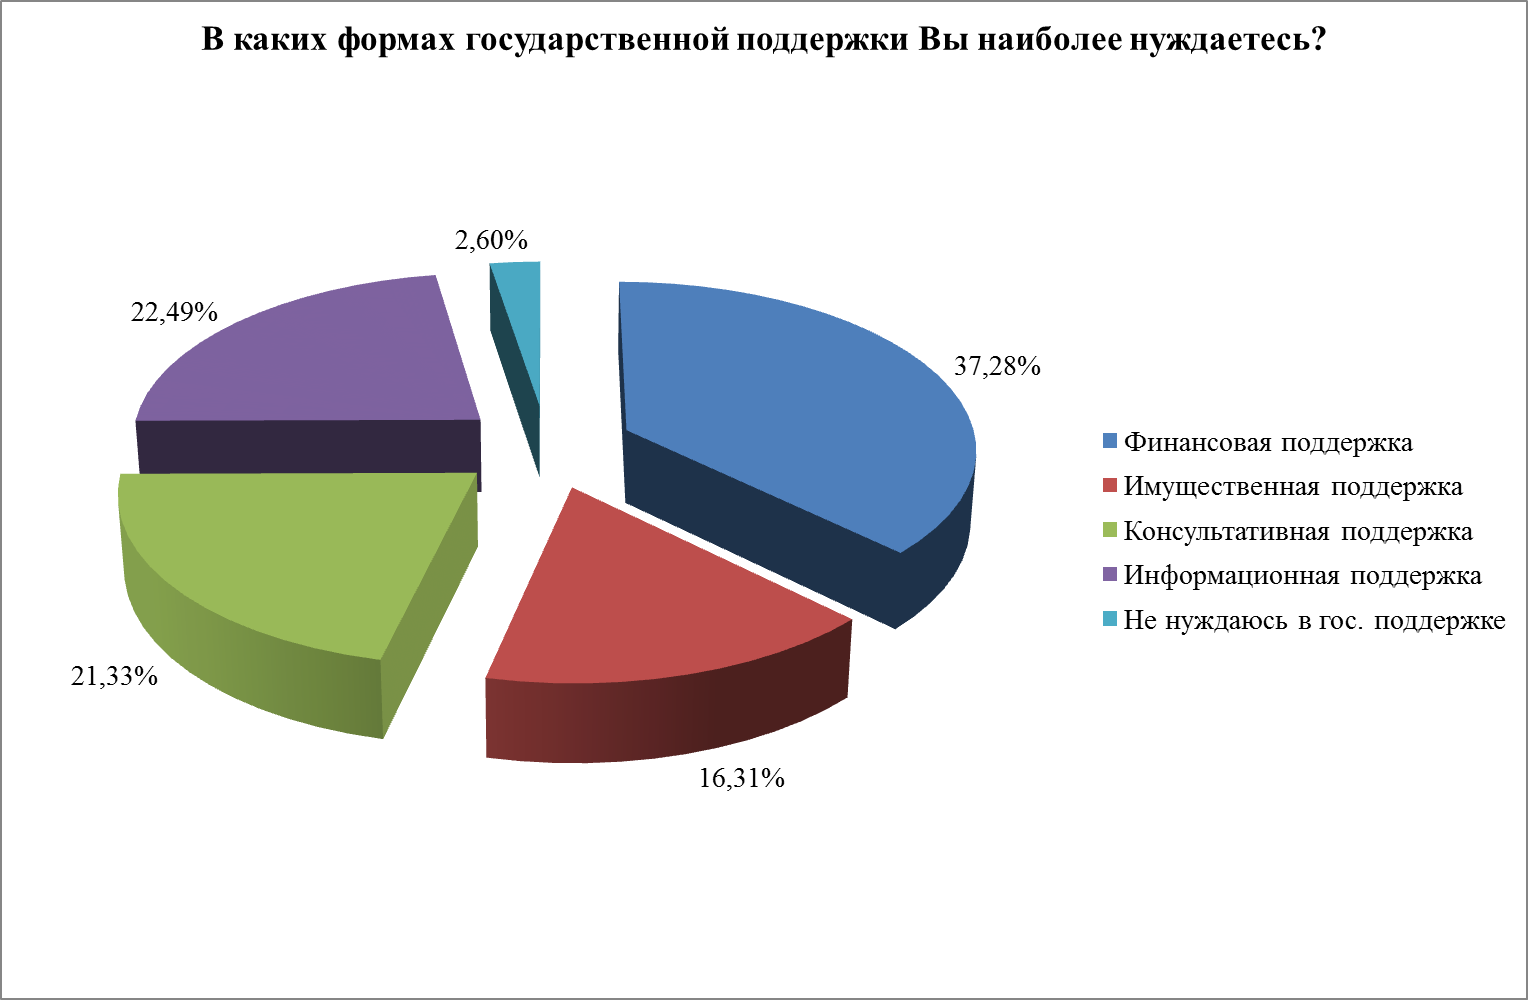 В каких формах государственной поддержки Вы наиболее нуждаетесь?
2,60%
22,49%
37,28%
21,33%
16,31%
Финансовая поддержка
Имущественная поддержка
Консультативная поддержка
Информационная поддержка
Не нуждаюсь в гос. поддержке